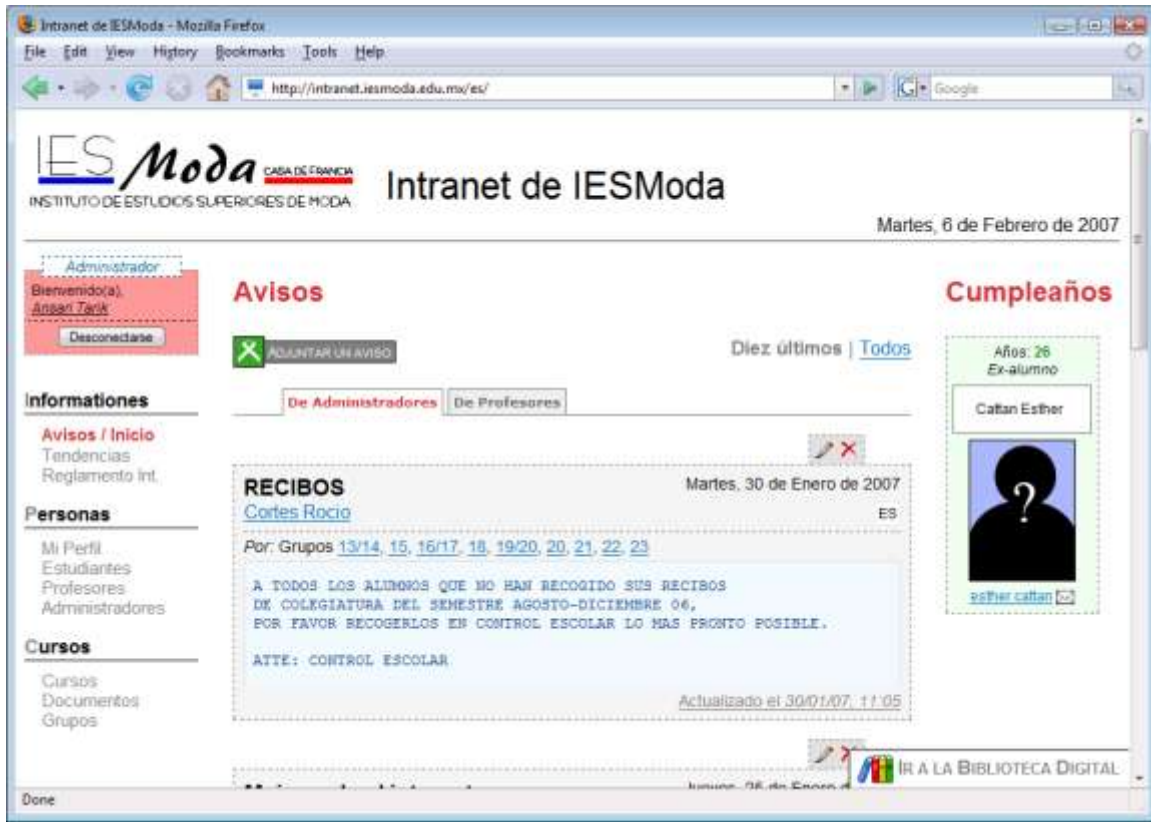 Intranet de IESModa - Mozilla Firefox
File Edit View History Bookmarks Tools Help
http://intranet.iesmoda.edu.mx/es/
G Google
IES Moda CASA DE FRANCIA
INSTITUTO DE ESTUDIOS SUPERIORES DE MODA
Intranet de IESModa
Martes, 6 de Febrero de 2007
Administrador
Bienvenido(a),
Ansari Tarik
Desconectarse
Informationes
Avisos / Inicio
Tendencias
Reglamento Int.
Personas
Mi Perfil
Estudiantes
Profesores
Administradores
Cursos
Cursos
Documentos
Grupos
Avisos
ADJUNTAR UN AVISO
Diez últimos | Todos
De Administradores De Profesores
RECIBOS
Martes, 30 de Enero de 2007
Cortes Rocio
ES
Por: Grupos 13/14, 15, 16/17, 18, 19/20, 20, 21, 22, 23
A TODOS LOS ALUMNOS QUE NO HAN RECOGIDO SUS RECIBOS
DE COLEGIATURA DEL SEMESTRE AGOSTO-DICIEMBRE 06,
POR FAVOR RECOGERLOS EN CONTROL ESCOLAR LO MAS PRONTO POSIBLE.
ATTE: CONTROL ESCOLAR
Actualizado el 30/01/07, 11:05
Cumpleaños
Años: 26
Ex-alumno
Cattan Esther
?
esther cattan
IR A LA BIBLIOTECA DIGITAL
Done